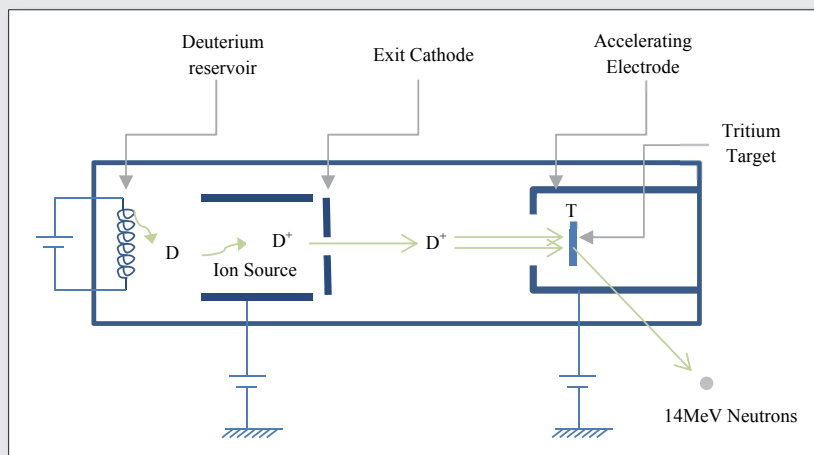 Deuterium
reservoir
Exit Cathode
Accelerating
Electrode
Tritium
Target
T
D
D⁺
D⁺
Ion Source
14MeV Neutrons